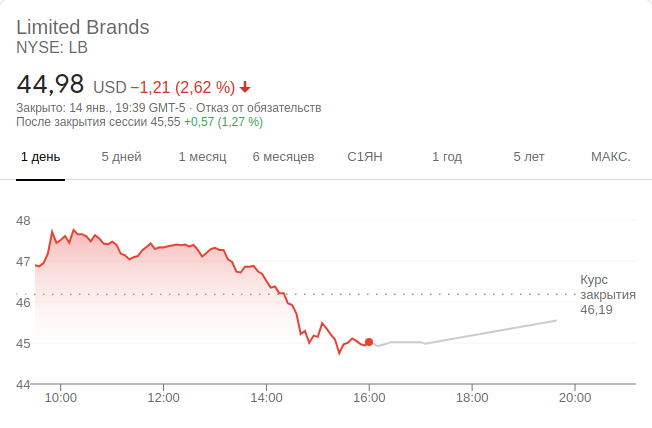 Limited Brands
NYSE: LB
44,98 USD −1,21 (2,62 %)
Закрыто: 14 янв., 19:39 GMT-5 · Отказ от обязательств
После закрытия сессии 45,55 +0,57 (1,27 %)
1 день 5 дней 1 месяц 6 месяцев С1ЯН 1 год 5 лет МАКС.
48
47
46
45
44
Курс
закрытия
46,19
10:00 12:00 14:00 16:00 18:00 20:00